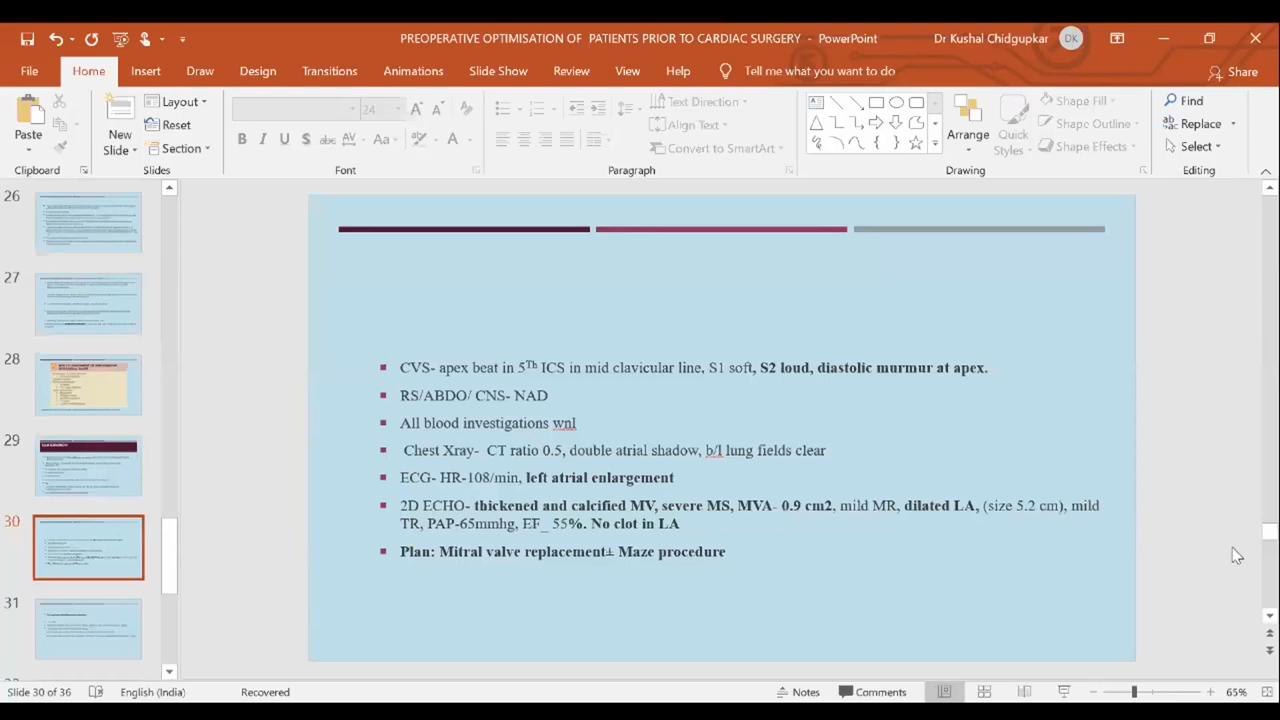 PREOPERATIVE OPTIMISATION OF PATIENTS PRIOR TO CARDIAC SURGERY - PowerPoint
Dr Kushal Chidgupkar
DK
File Home Insert Draw Design Transitions Animations Slide Show Review View Help Tell me what you want to do
Share
Paste
New Slide
Layout
Reset
Section
24
B I U S abc AV Aa A
Text Direction
Align Text
Convert to SmartArt
Arrange
Quick Styles
Shape Fill
Shape Outline
Shape Effects
Find
Replace
Select
Clipboard Slides Font Paragraph Drawing Editing
26
27
28
29
30
31
CVS- apex beat in 5Th ICS in mid clavicular line, S1 soft, S2 loud, diastolic murmur at apex.
RS/ABDO/ CNS- NAD
All blood investigations wnl
Chest Xray- CT ratio 0.5, double atrial shadow, b/l lung fields clear
ECG- HR-108/min, left atrial enlargement
2D ECHO- thickened and calcified MV, severe MS, MVA- 0.9 cm2, mild MR, dilated LA, (size 5.2 cm), mild
TR, PAP-65mmhg, EF_ 55%. No clot in LA
Plan: Mitral valve replacement± Maze procedure
Slide 30 of 36 English (India) Recovered Notes Comments 65%